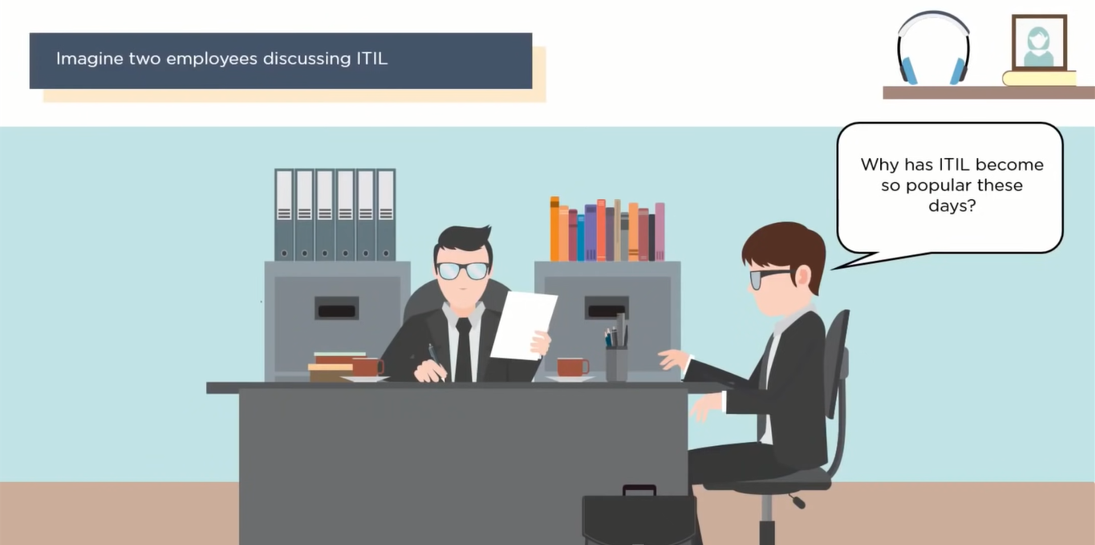 Imagine two employees discussing ITIL
Why has ITIL become
so popular these
days?